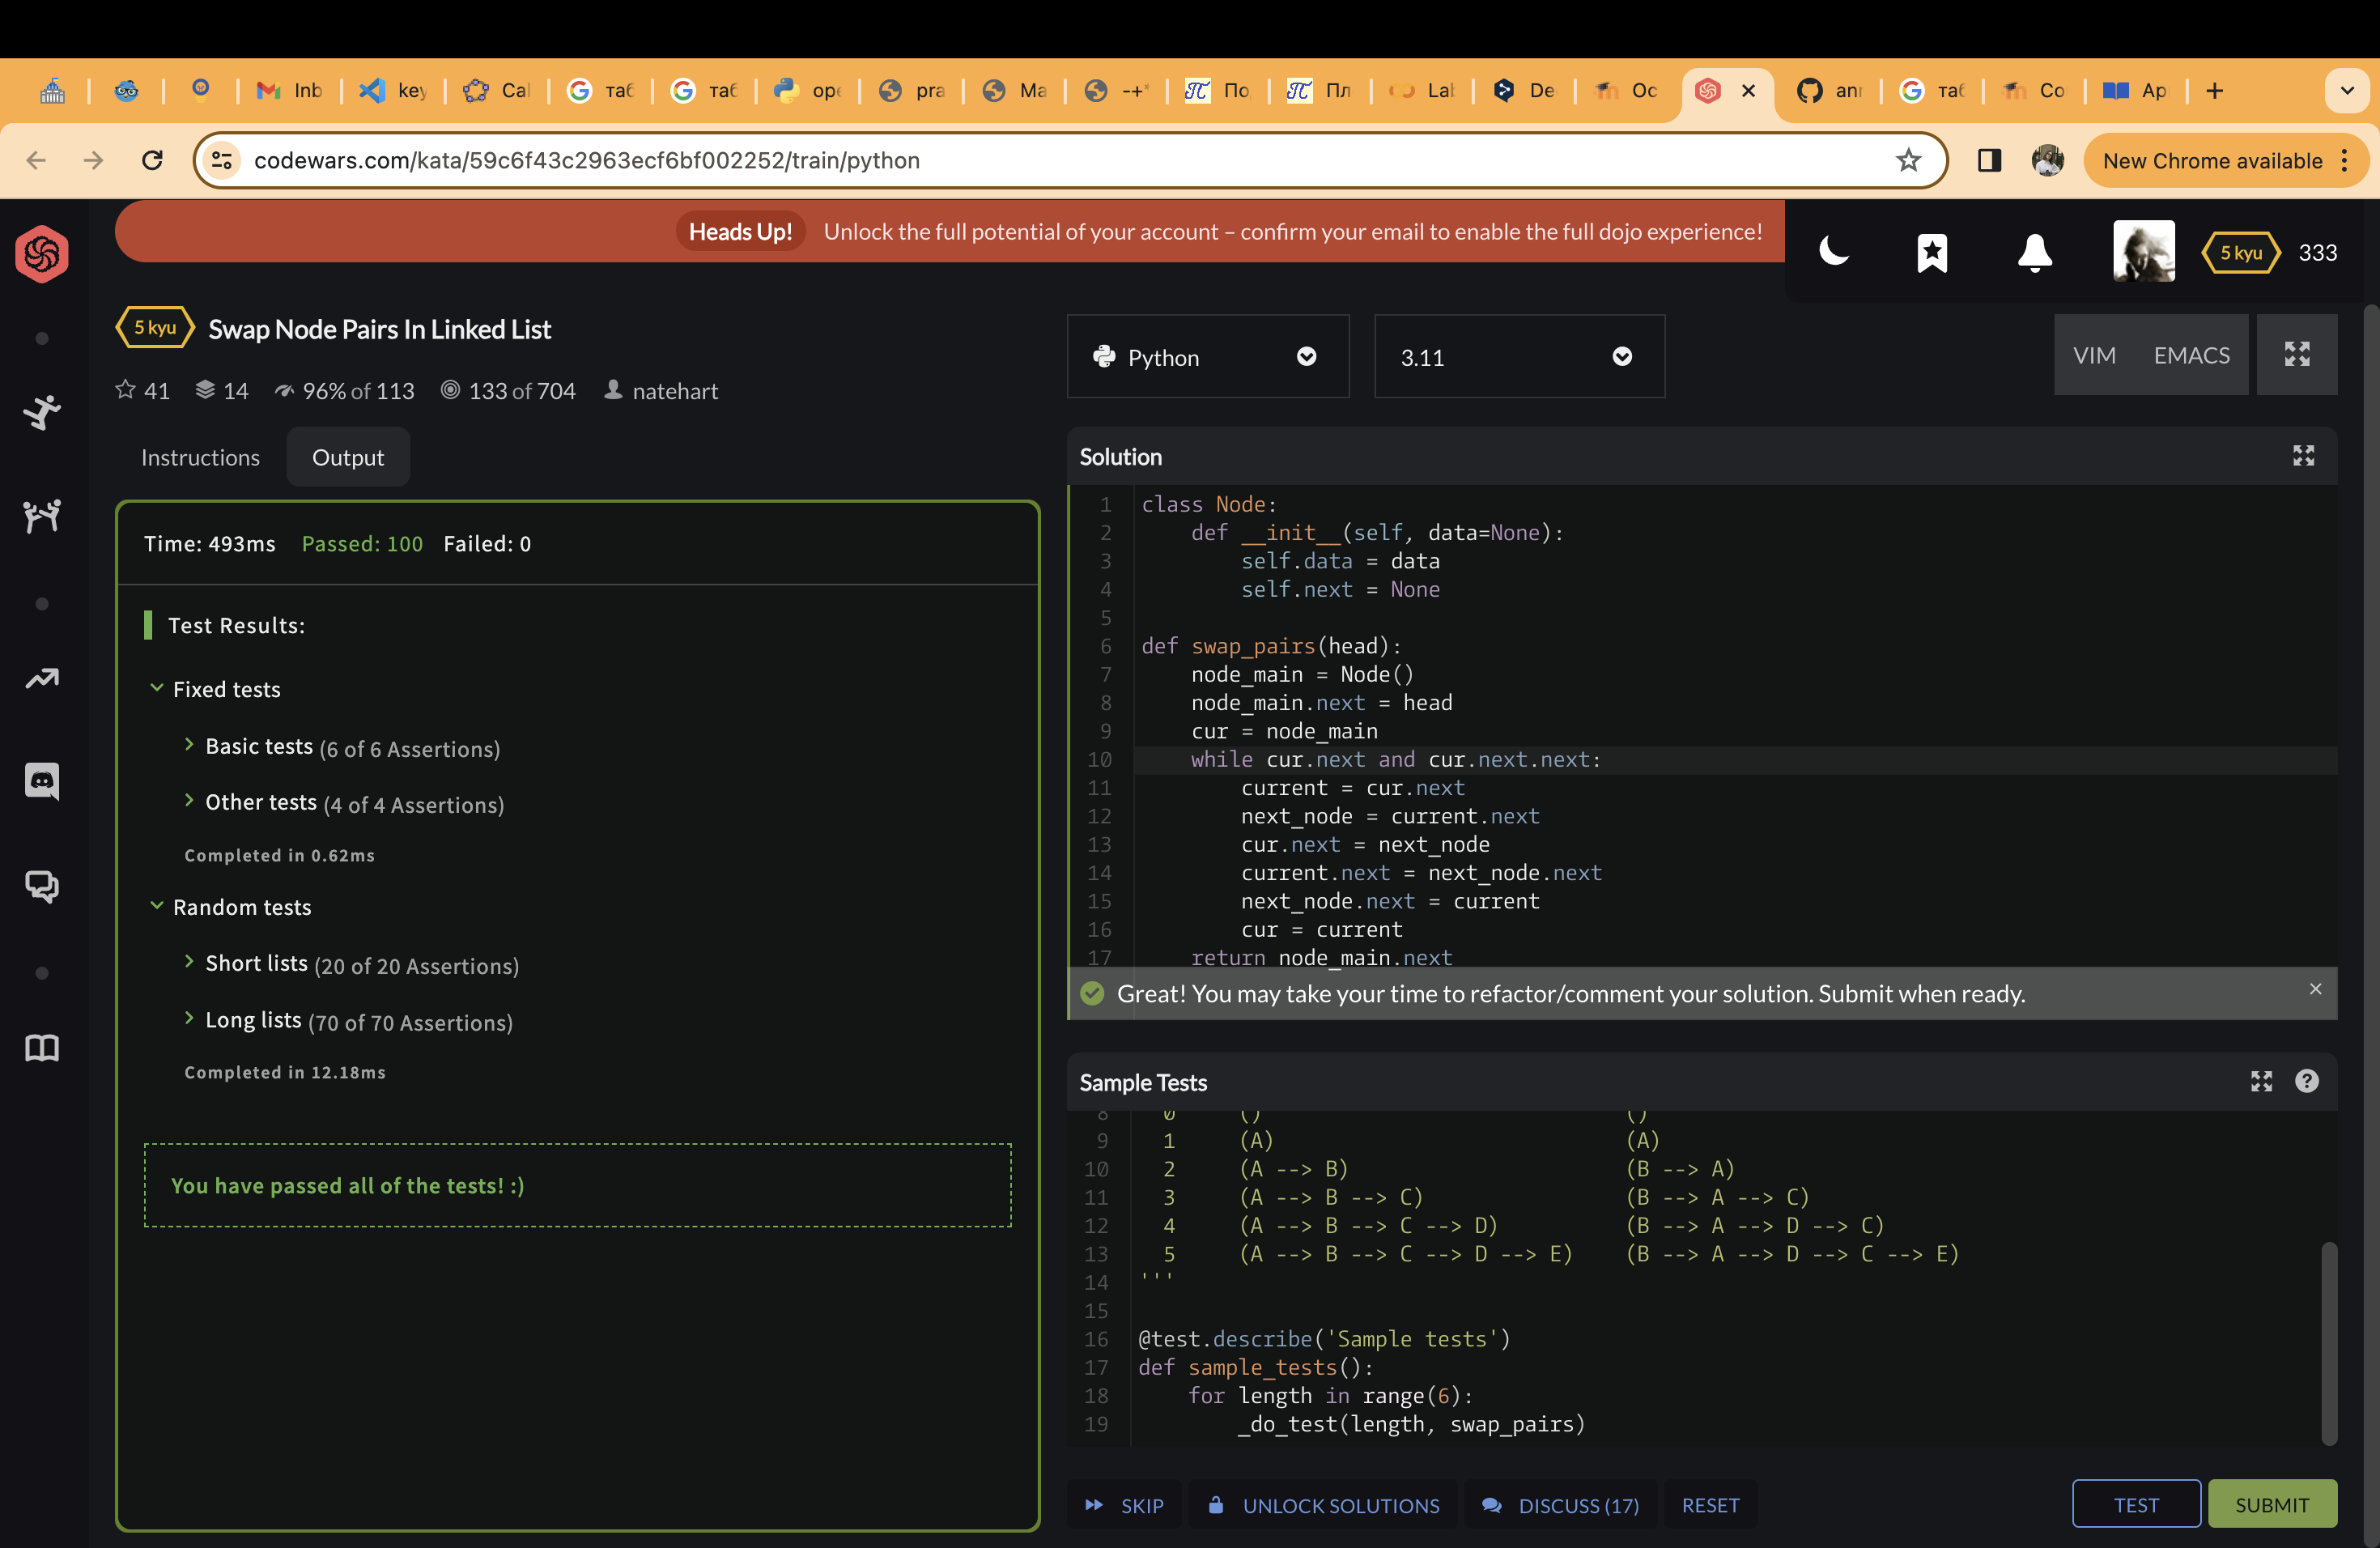 Inb
key
Cal
таб
таб
ope
pra
Ma
-+*
По
Пл
Lal
De
Ос
anr
таб
Co
Ap
codewars.com/kata/59c6f43c2963ecf6bf002252/train/python
New Chrome available
Heads Up! Unlock the full potential of your account – confirm your email to enable the full dojo experience!
5 kyu 333
5 kyu Swap Node Pairs In Linked List
41 14 96% of 113 133 of 704 natehart
Instructions Output
Time: 493ms Passed: 100 Failed: 0
Test Results:
Fixed tests
Basic tests (6 of 6 Assertions)
Other tests (4 of 4 Assertions)
Completed in 0.62ms
Random tests
Short lists (20 of 20 Assertions)
Long lists (70 of 70 Assertions)
Completed in 12.18ms
You have passed all of the tests! :)
Python 3.11 VIM EMACS
Solution
1 class Node:
2 def __init__(self, data=None):
3 self.data = data
4 self.next = None
5
6 def swap_pairs(head):
7 node_main = Node()
8 node_main.next = head
9 cur = node_main
10 while cur.next and cur.next.next:
11 current = cur.next
12 next_node = current.next
13 cur.next = next_node
14 current.next = next_node.next
15 next_node.next = current
16 cur = current
17 return node_main.next
Great! You may take your time to refactor/comment your solution. Submit when ready.
Sample Tests
8 0 () ()
9 1 (A) (A)
10 2 (A --> B) (B --> A)
11 3 (A --> B --> C) (B --> A --> C)
12 4 (A --> B --> C --> D) (B --> A --> D --> C)
13 5 (A --> B --> C --> D --> E) (B --> A --> D --> C --> E)
14 '''
15
16 @test.describe('Sample tests')
17 def sample_tests():
18 for length in range(6):
19 _do_test(length, swap_pairs)
SKIP UNLOCK SOLUTIONS DISCUSS (17) RESET TEST SUBMIT